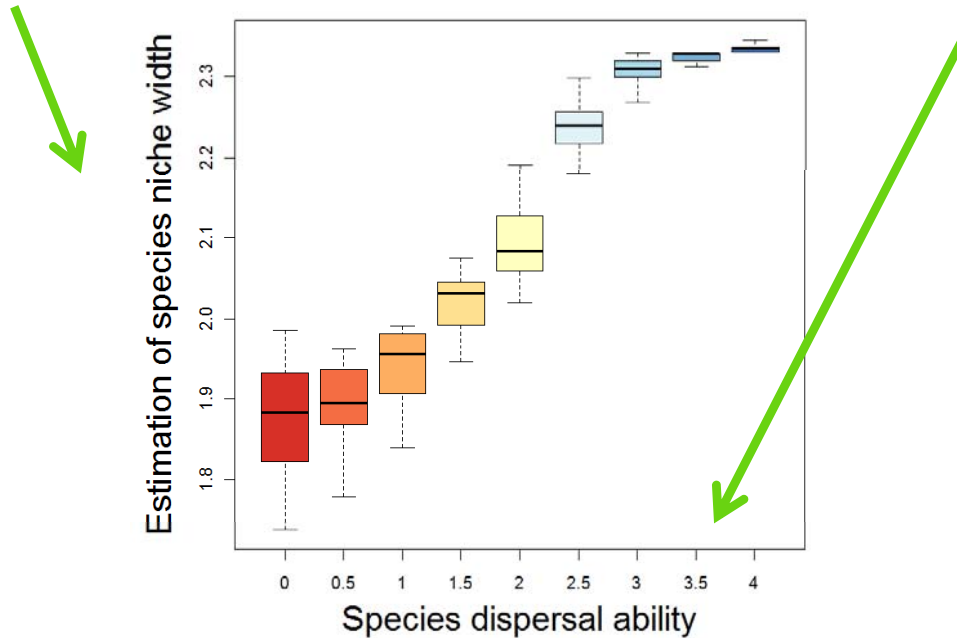 Estimation of species niche width
2.3
2.2
2.1
2.0
1.9
1.8
0 0.5 1 1.5 2 2.5 3 3.5 4
Species dispersal ability